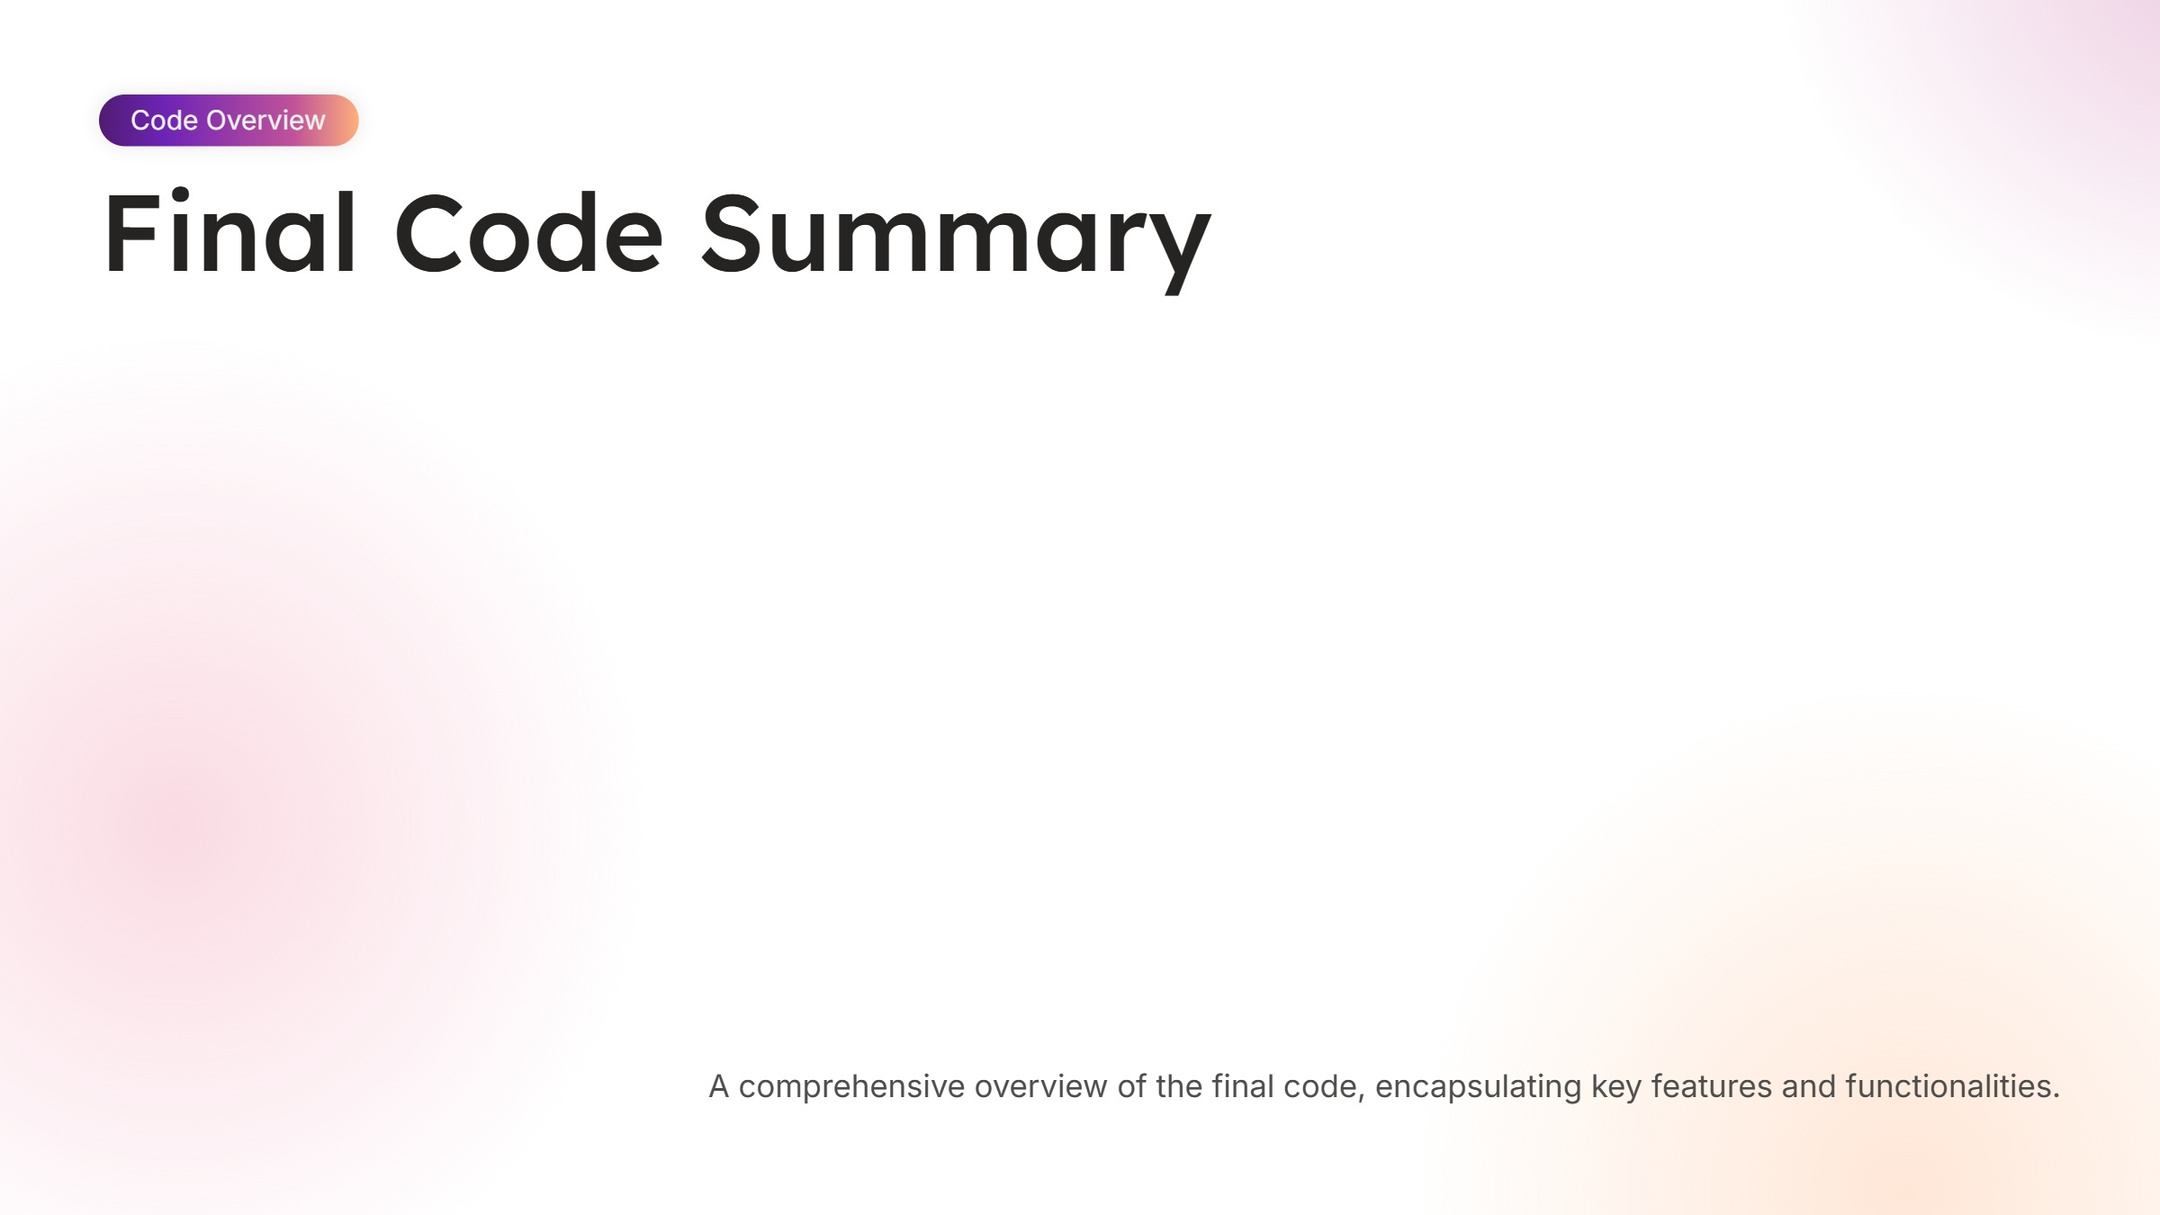 Code Overview
Final Code Summary
A comprehensive overview of the final code, encapsulating key features and functionalities.